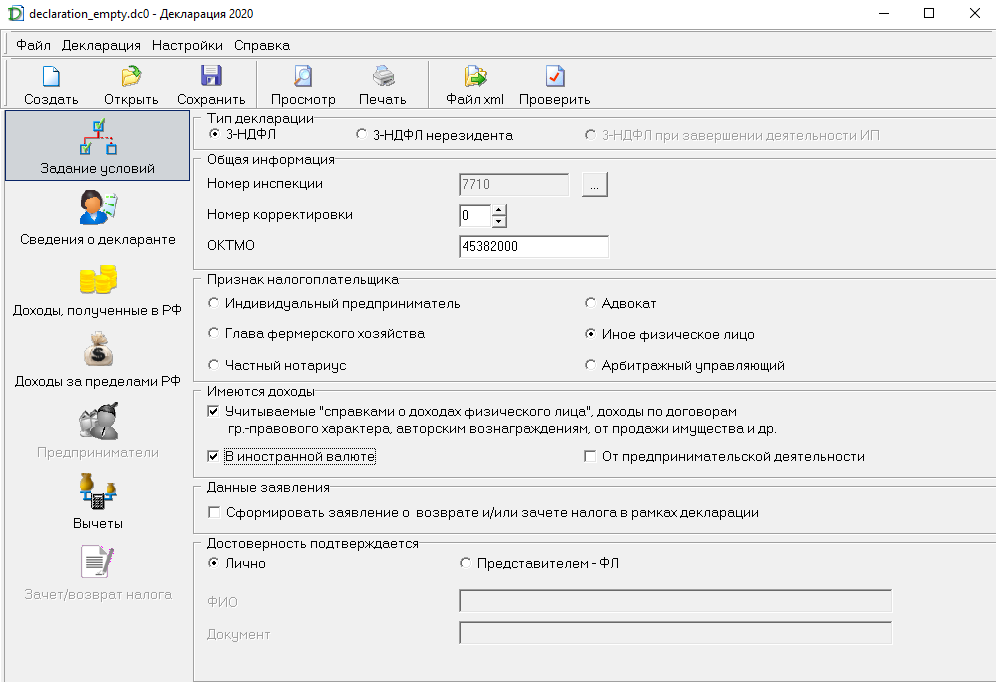 declaration_empty.dc0 - Декларация 2020
Файл Декларация Настройки Справка
Создать Открыть Сохранить Просмотр Печать Файл xml Проверить
Задание условий
Сведения о декларанте
Доходы, полученные в РФ
Доходы за пределами РФ
Предприниматели
Вычеты
Зачет/возврат налога
Тип декларации
3-НДФЛ 3-НДФЛ нерезидента 3-НДФЛ при завершении деятельности ИП
Общая информация
Номер инспекции 7710 ...
Номер корректировки 0
ОКТМО 45382000
Признак налогоплательщика
Индивидуальный предприниматель Адвокат
Глава фермерского хозяйства Иное физическое лицо
Частный нотариус Арбитражный управляющий
Имеются доходы
Учитываемые "справками о доходах физического лица", доходы по договорам
гр.-правового характера, авторским вознаграждениям, от продажи имущества и др.
В иностранной валюте От предпринимательской деятельности
Данные заявления
Сформировать заявление о возврате и/или зачете налога в рамках декларации
Достоверность подтверждается
Лично Представителем - ФЛ
ФИО
Документ